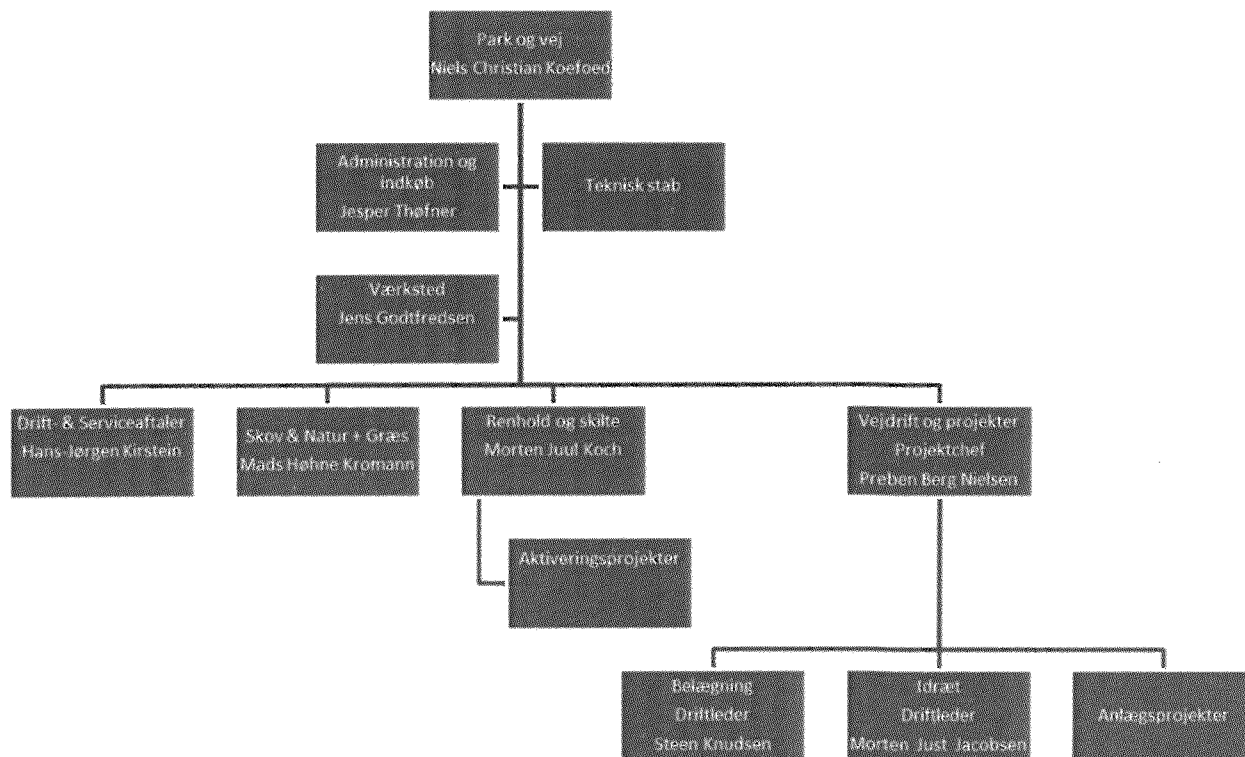 Park og vej
Niels Christian Koefoed
Administration og
indkøb
Jesper Thøfner
Teknisk stab
Værksted
Jens Godtfredsen
Drift- & Serviceaftaler
Hans-Jørgen Kirstein
Skov & Natur + Græs
Mads Høhne Kromann
Renhold og skilte
Morten Juul Koch
Vejdrift og projekter
Projektchef
Preben Berg Nielsen
Aktiveringsprojekter
Belægning
Driftleder
Steen Knudsen
Idræt
Driftleder
Morten Just Jacobsen
Anlægsprojekter